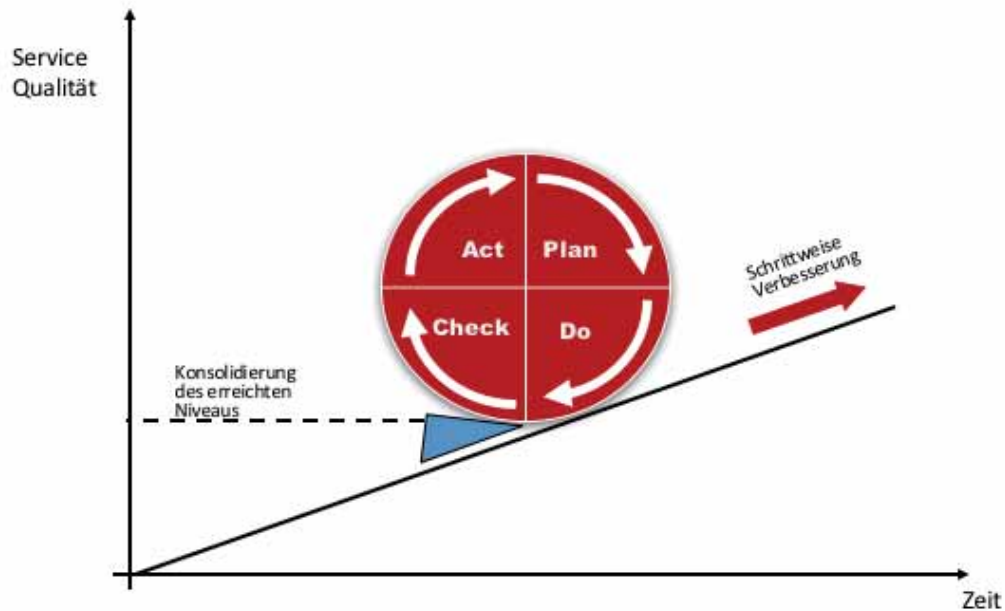 Service
Qualität
Act
Plan
Check
Do
Schrittweise
Verbesserung
Konsolidierung
des erreichten
Niveaus
Zeit